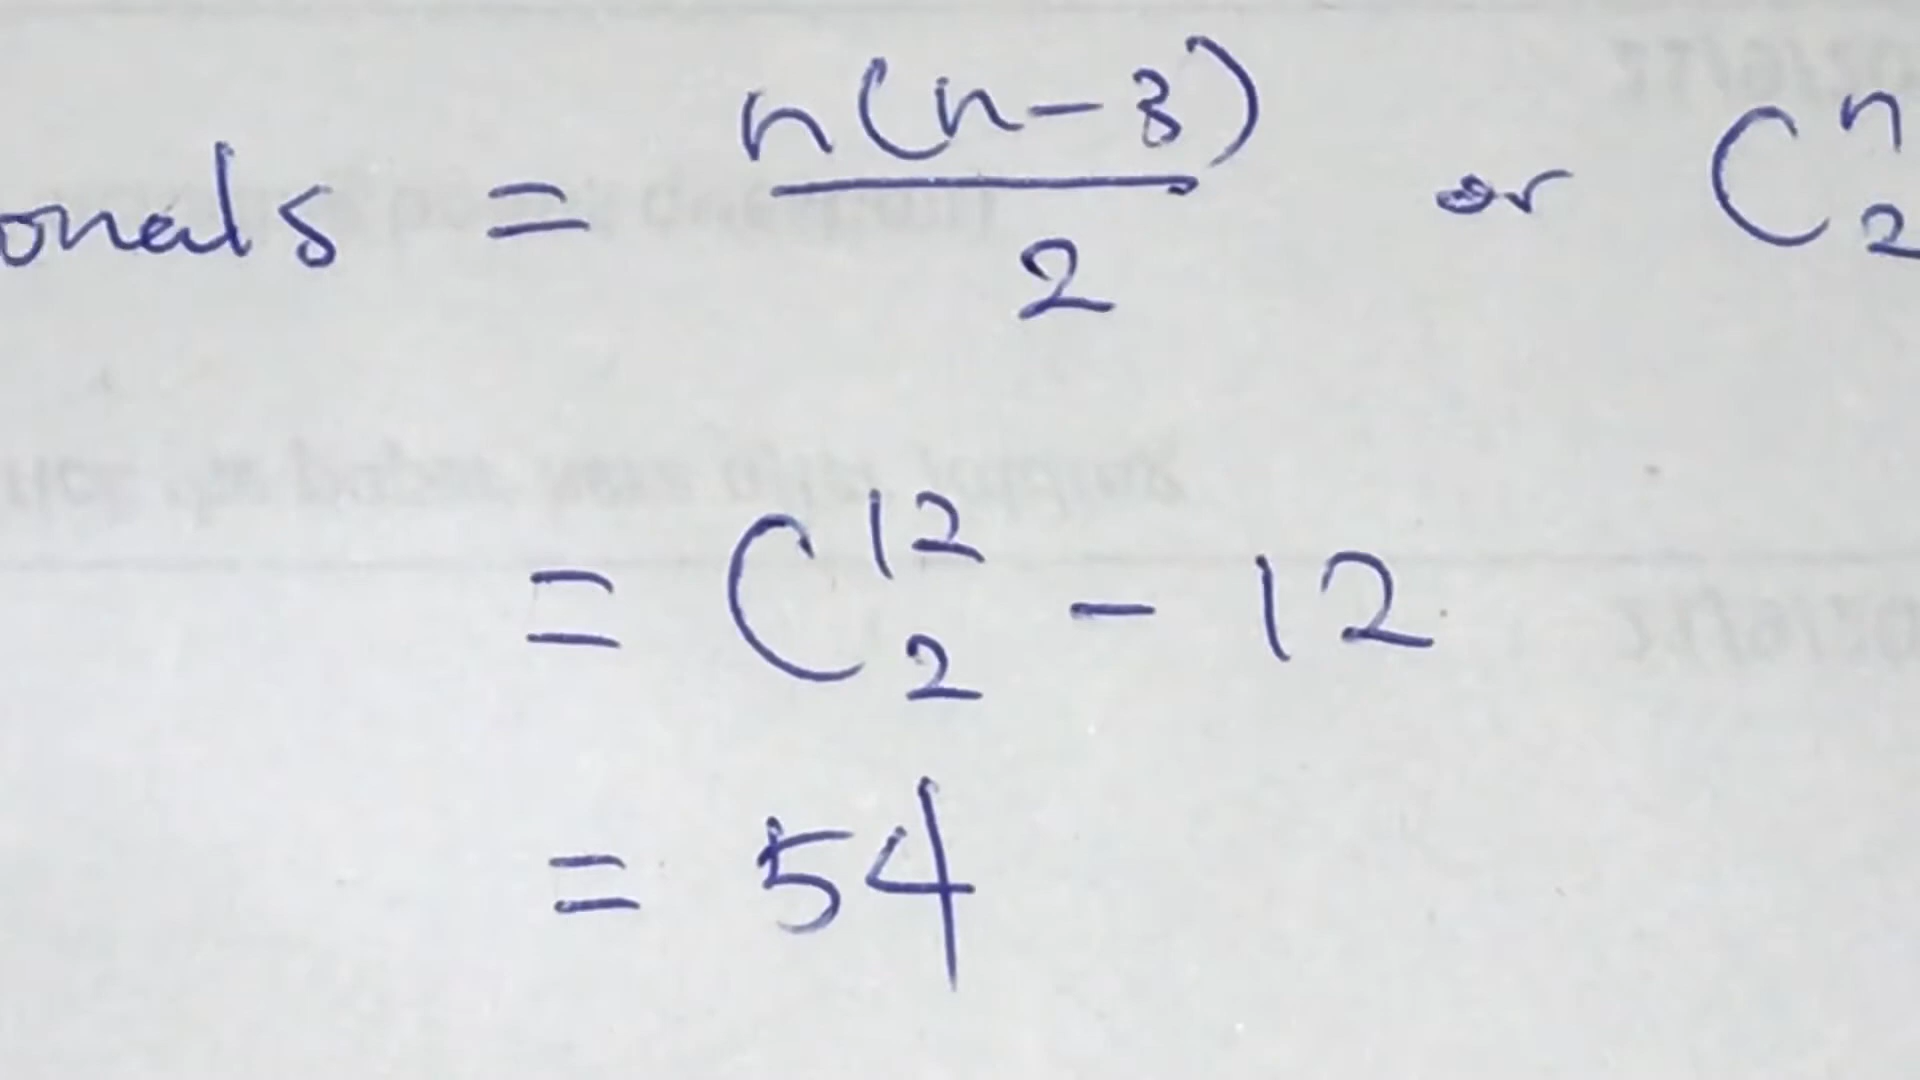 onals = n(n-3)/2 or C^n_2
= C^12_2 - 12
= 54